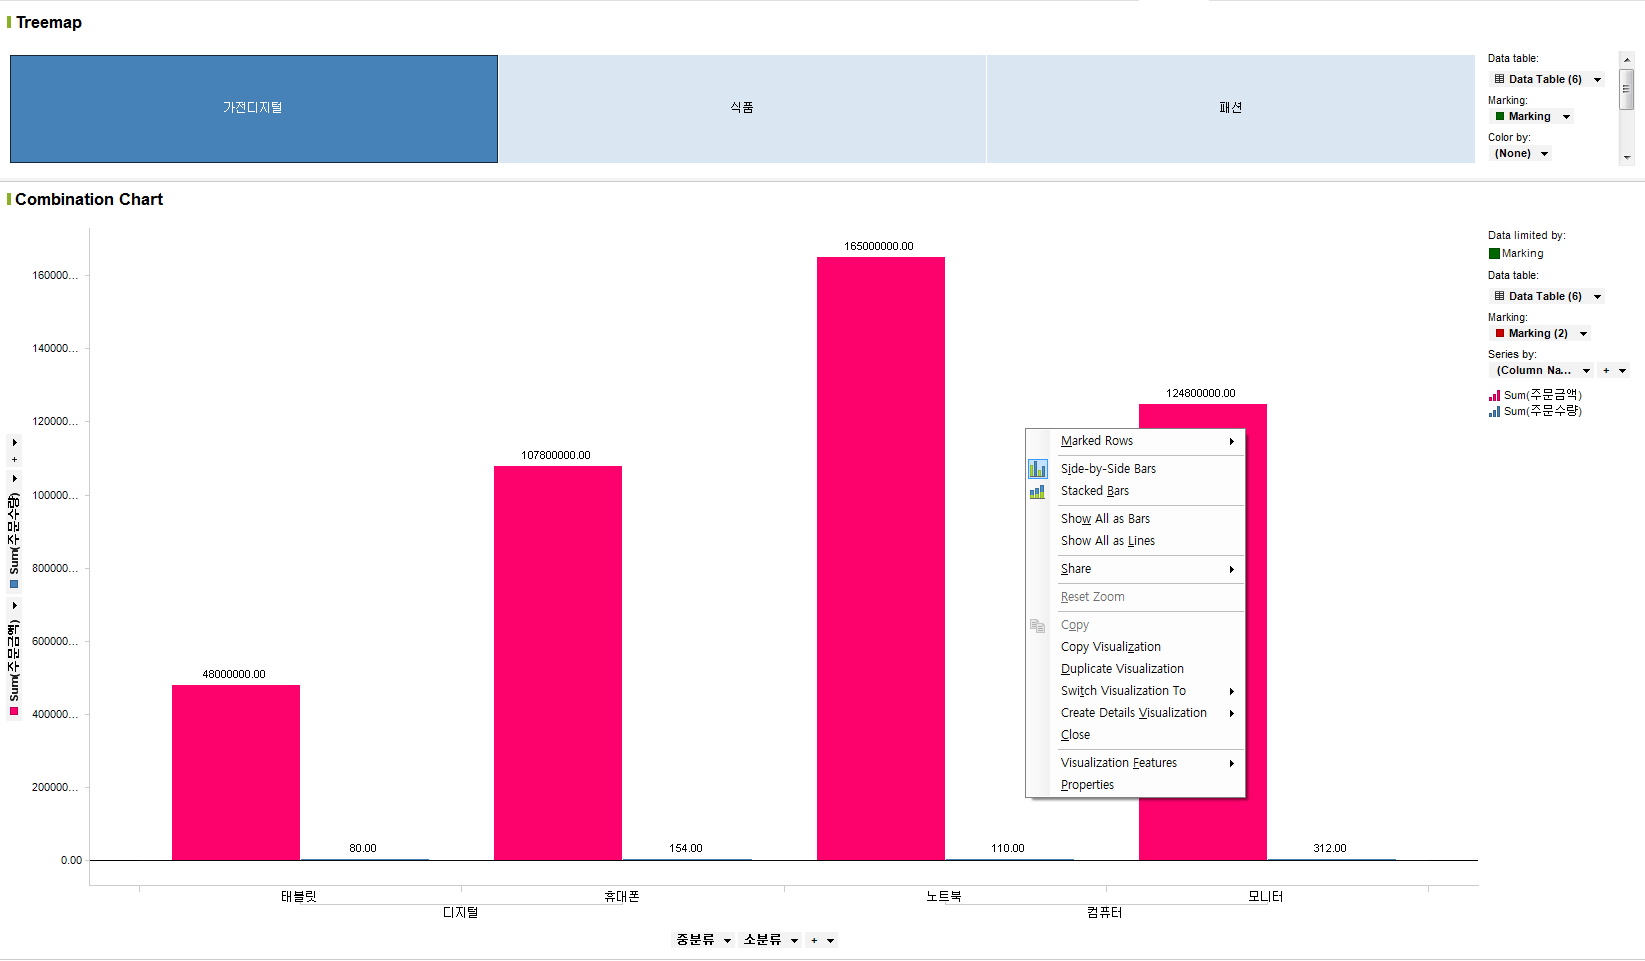 Treemap
가전디지털
식품
패션
Data table:
Data Table (6)
Marking:
Marking
Color by:
(None)
Combination Chart
160000...
140000...
120000...
100000...
800000...
600000...
400000...
200000...
0.00
+
Sum(주문수량)
Sum(주문금액)
48000000.00
80.00
107800000.00
154.00
165000000.00
110.00
124800000.00
312.00
태블릿
휴대폰
노트북
모니터
디지털
컴퓨터
중분류
소분류
+
Marked Rows
Side-by-Side Bars
Stacked Bars
Show All as Bars
Show All as Lines
Share
Reset Zoom
Copy
Copy Visualization
Duplicate Visualization
Switch Visualization To
Create Details Visualization
Close
Visualization Features
Properties
Data limited by:
Marking
Data table:
Data Table (6)
Marking:
Marking (2)
Series by:
(Column Na... +
Sum(주문금액)
Sum(주문수량)